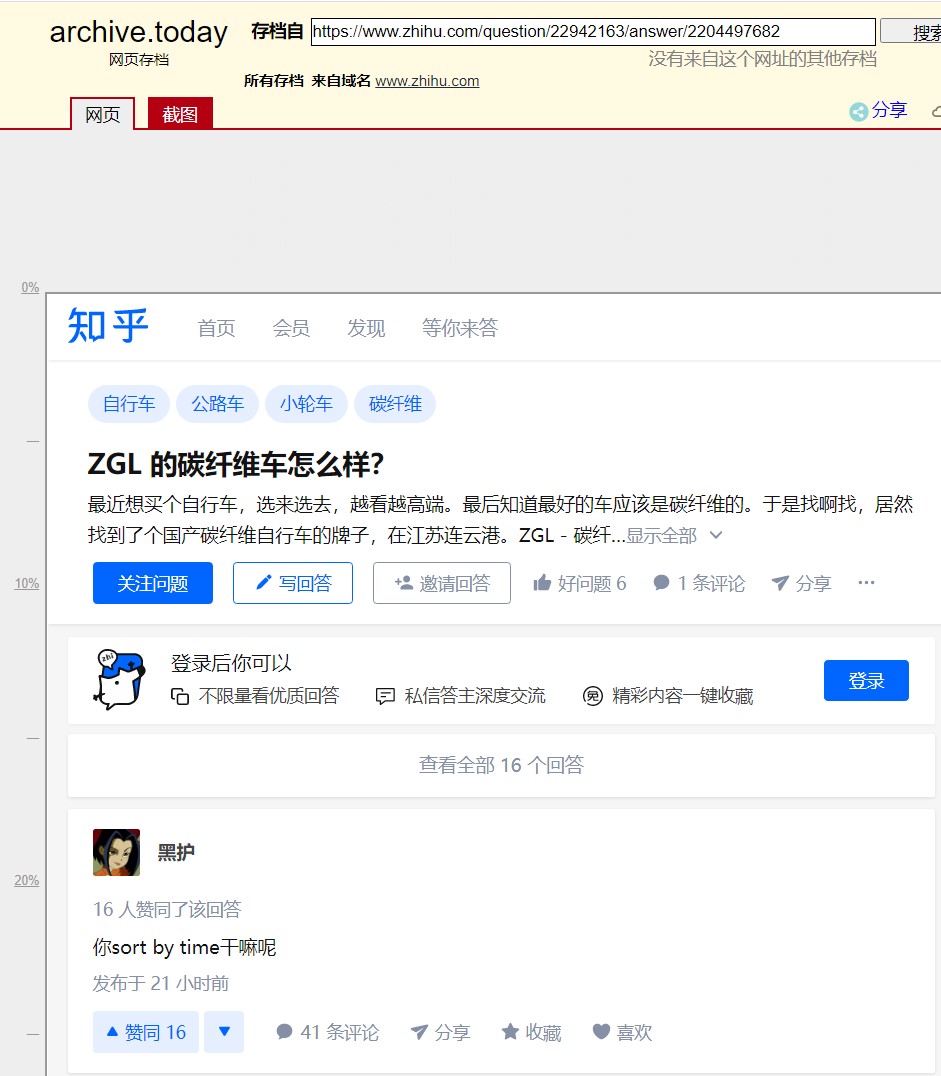 archive.today
网页存档
存档自 https://www.zhihu.com/question/22942163/answer/2204497682 搜索
没有来自这个网址的其他存档
所有存档 来自域名 www.zhihu.com
网页 截图 分享
0%
知乎 首页 会员 发现 等你来答
自行车 公路车 小轮车 碳纤维
ZGL 的碳纤维车怎么样？
最近想买个自行车，选来选去，越看越高端。最后知道最好的车应该是碳纤维的。于是找啊找，居然
找到了个国产碳纤维自行车的牌子，在江苏连云港。ZGL - 碳纤...显示全部
10% 关注问题 写回答 邀请回答 好问题 6 1 条评论 分享 ...
zhi
登录后你可以
不限量看优质回答 私信答主深度交流 免 精彩内容一键收藏 登录
查看全部 16 个回答
黑护
20%
16 人赞同了该回答
你sort by time干嘛呢
发布于 21 小时前
赞同 16 41 条评论 分享 收藏 喜欢